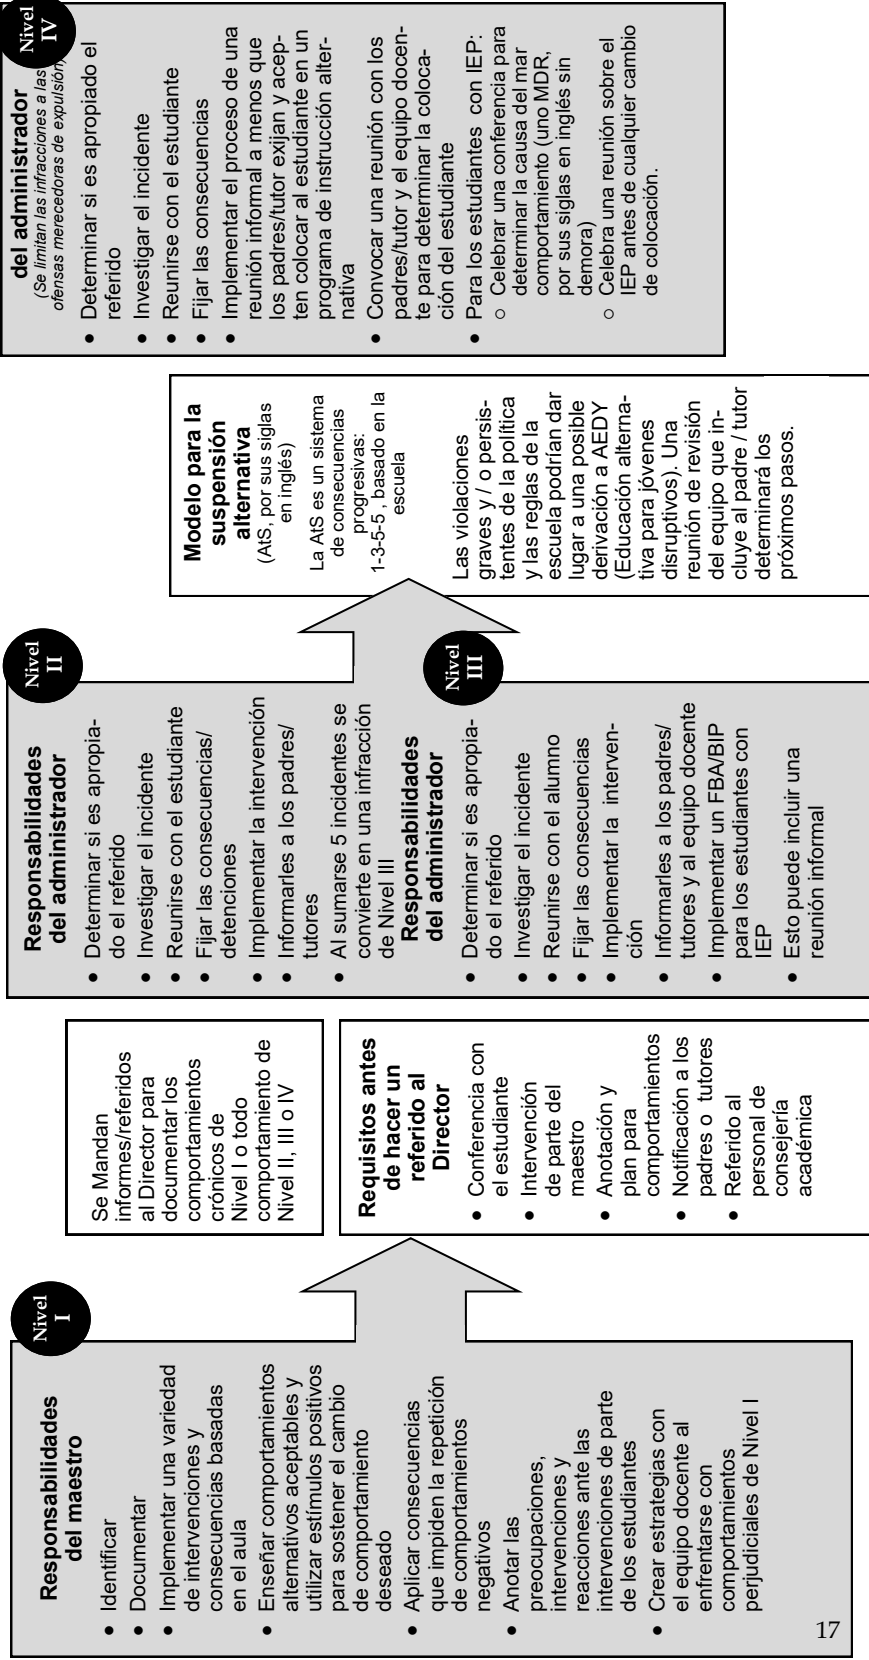 Nivel
I
Responsabilidades
del maestro
• Identificar
• Documentar
• Implementar una variedad
de intervenciones y
consecuencias basadas
en el aula
• Enseñar comportamientos
alternativos aceptables y
utilizar estímulos positivos
para sostener el cambio
de comportamiento
deseado
• Aplicar consecuencias
que impiden la repetición
de comportamientos
negativos
• Anotar las
preocupaciones,
intervenciones y
reacciones ante las
intervenciones de parte
de los estudiantes
• Crear estrategias con
el equipo docente al
enfrentarse con
comportamientos
perjudiciales de Nivel I
Se Mandan
informes/referidos
al Director para
documentar los
comportamientos
crónicos de
Nivel I o todo
comportamiento de
Nivel II, III o IV
Requisitos antes
de hacer un
referido al
Director
• Conferencia con
el estudiante
• Intervención
de parte del
maestro
• Anotación y
plan para
comportamientos
• Notificación a los
padres o tutores
• Referido al
personal de
consejería
académica
Nivel
II
Responsabilidades
del administrador
• Determinar si es apropia-
do el referido
• Investigar el incidente
• Reunirse con el estudiante
• Fijar las consecuencias/
detenciones
• Implementar la intervención
• Informarles a los padres/
tutores
• Al sumarse 5 incidentes se
convierte en una infracción
de Nivel III
Nivel
III
Responsabilidades
del administrador
• Determinar si es apropia-
do el referido
• Investigar el incidente
• Reunirse con el alumno
• Fijar las consecuencias
• Implementar la interven-
ción
• Informarles a los padres/
tutores y al equipo docente
• Implementar un FBA/BIP
para los estudiantes con
IEP
• Esto puede incluir una
reunión informal
Modelo para la
suspensión
alternativa
(AtS, por sus siglas
en inglés)
La AtS es un sistema
de consecuencias
progresivas:
1-3-5-5 , basado en la
escuela
Las violaciones
graves y / o persis-
tentes de la política
y las reglas de la
escuela podrían dar
lugar a una posible
derivación a AEDY
(Educación alterna-
tiva para jóvenes
disruptivos). Una
reunión de revisión
del equipo que in-
cluye al padre / tutor
determinará los
próximos pasos.
Nivel
IV
del administrador
(Se limitan las infracciones a las
ofensas merecedoras de expulsión)
• Determinar si es apropiado el
referido
• Investigar el incidente
• Reunirse con el estudiante
• Fijar las consecuencias
• Implementar el proceso de una
reunión informal a menos que
los padres/tutor exijan y acep-
ten colocar al estudiante en un
programa de instrucción alter-
nativa
• Convocar una reunión con los
padres/tutor y el equipo docen-
te para determinar la coloca-
ción del estudiante
• Para los estudiantes con IEP:
○ Celebrar una conferencia para
determinar la causa del mar
comportamiento (uno MDR,
por sus siglas en inglés sin
demora)
○ Celebra una reunión sobre el
IEP antes de cualquier cambio
de colocación.
17